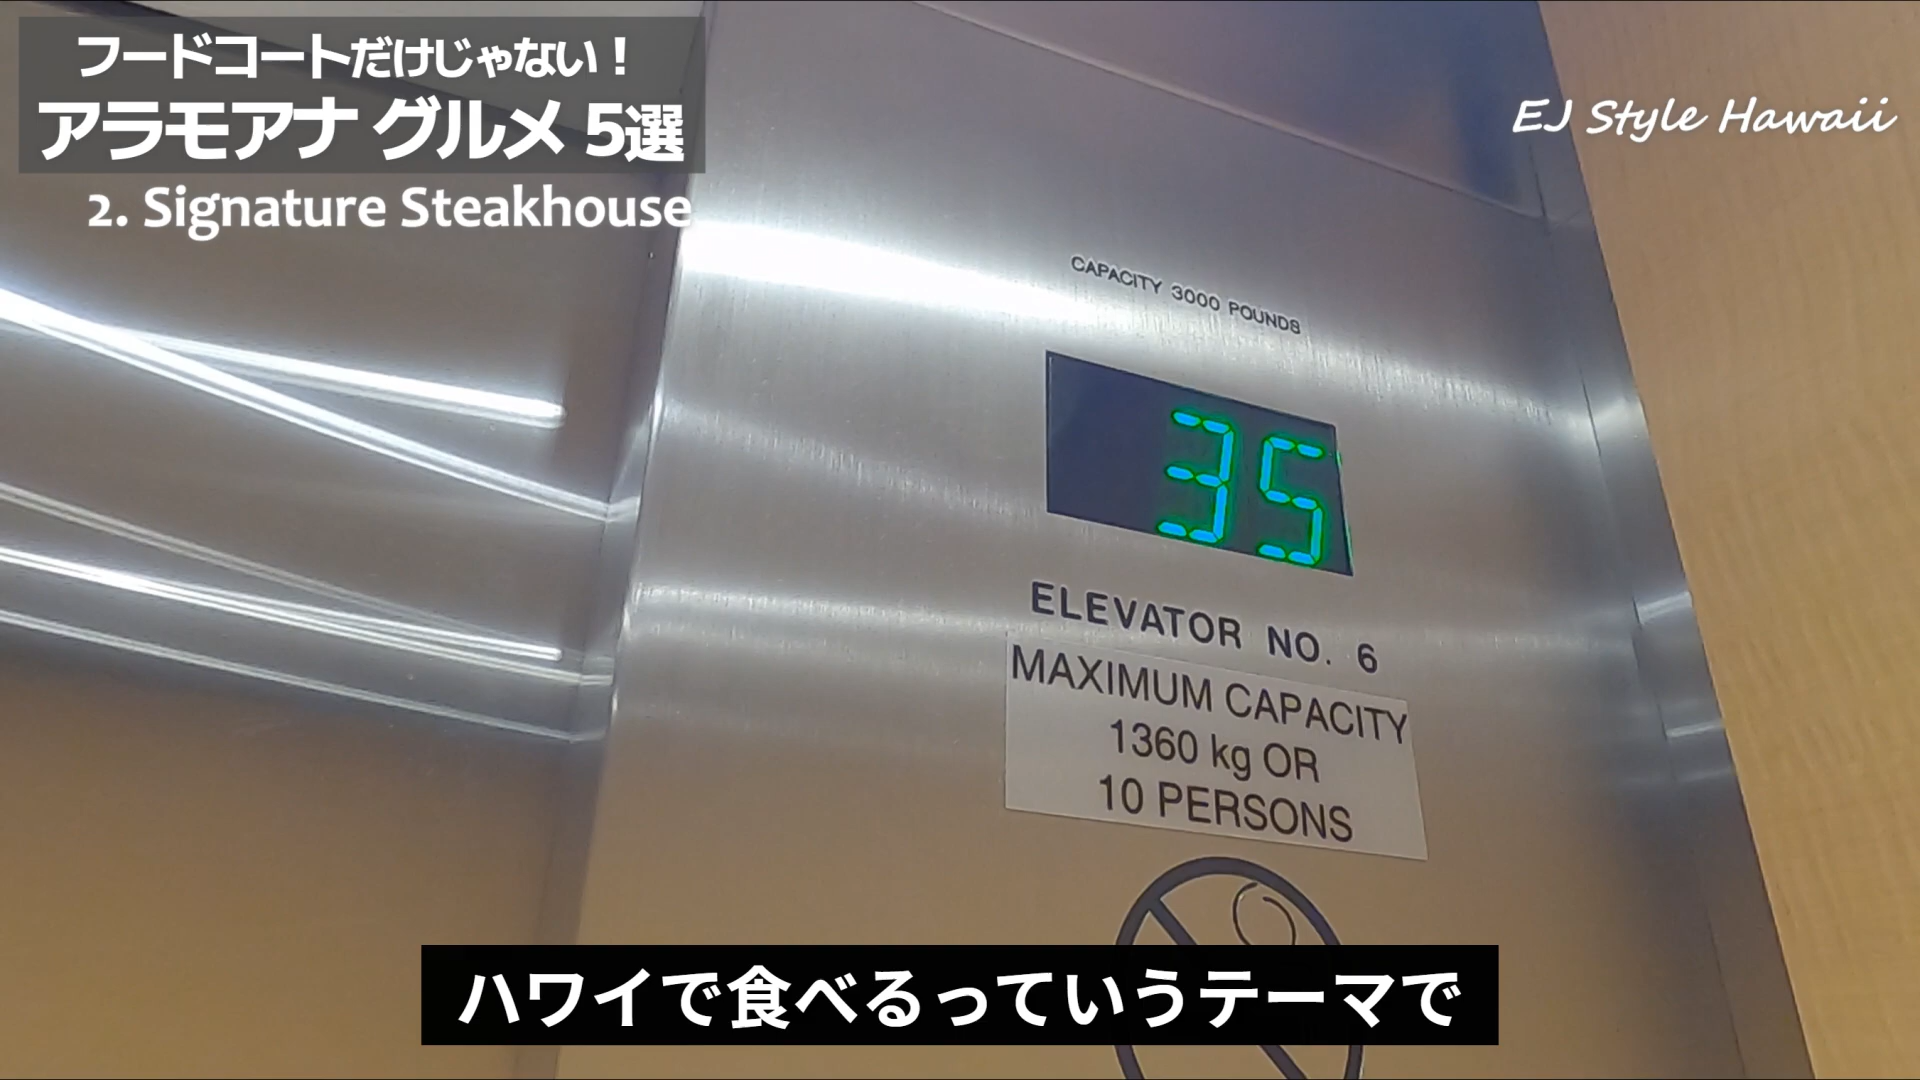 フードコートだけじゃない！
アラモアナ グルメ 5選
2. Signature Steakhouse
EJ Style Hawaii
CAPACITY 3000 POUNDS
35
ELEVATOR NO. 6
MAXIMUM CAPACITY
1360 kg OR
10 PERSONS
ハワイで食べるっていうテーマで